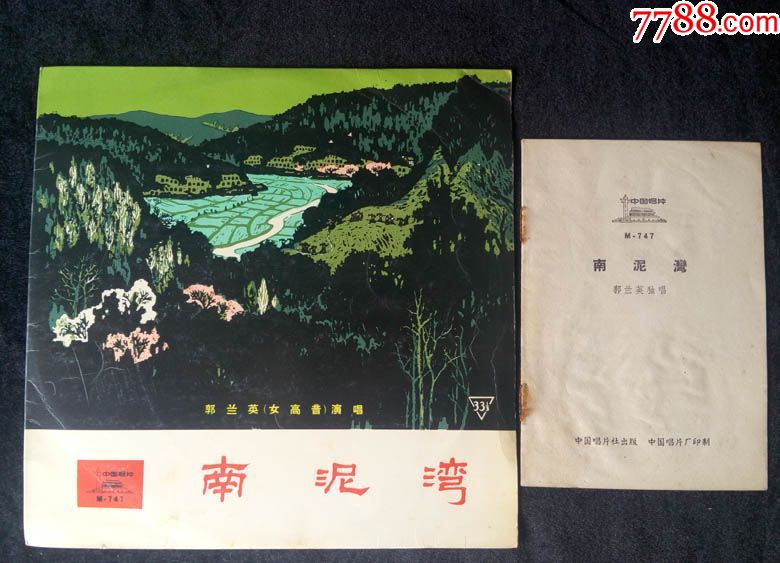 7788.com
郭兰英(女高音)演唱
33⅓
中国唱片
M-747
南泥湾
中国唱片
M-747
南泥灣
郭兰英独唱
中国唱片社出版 中国唱片厂印制